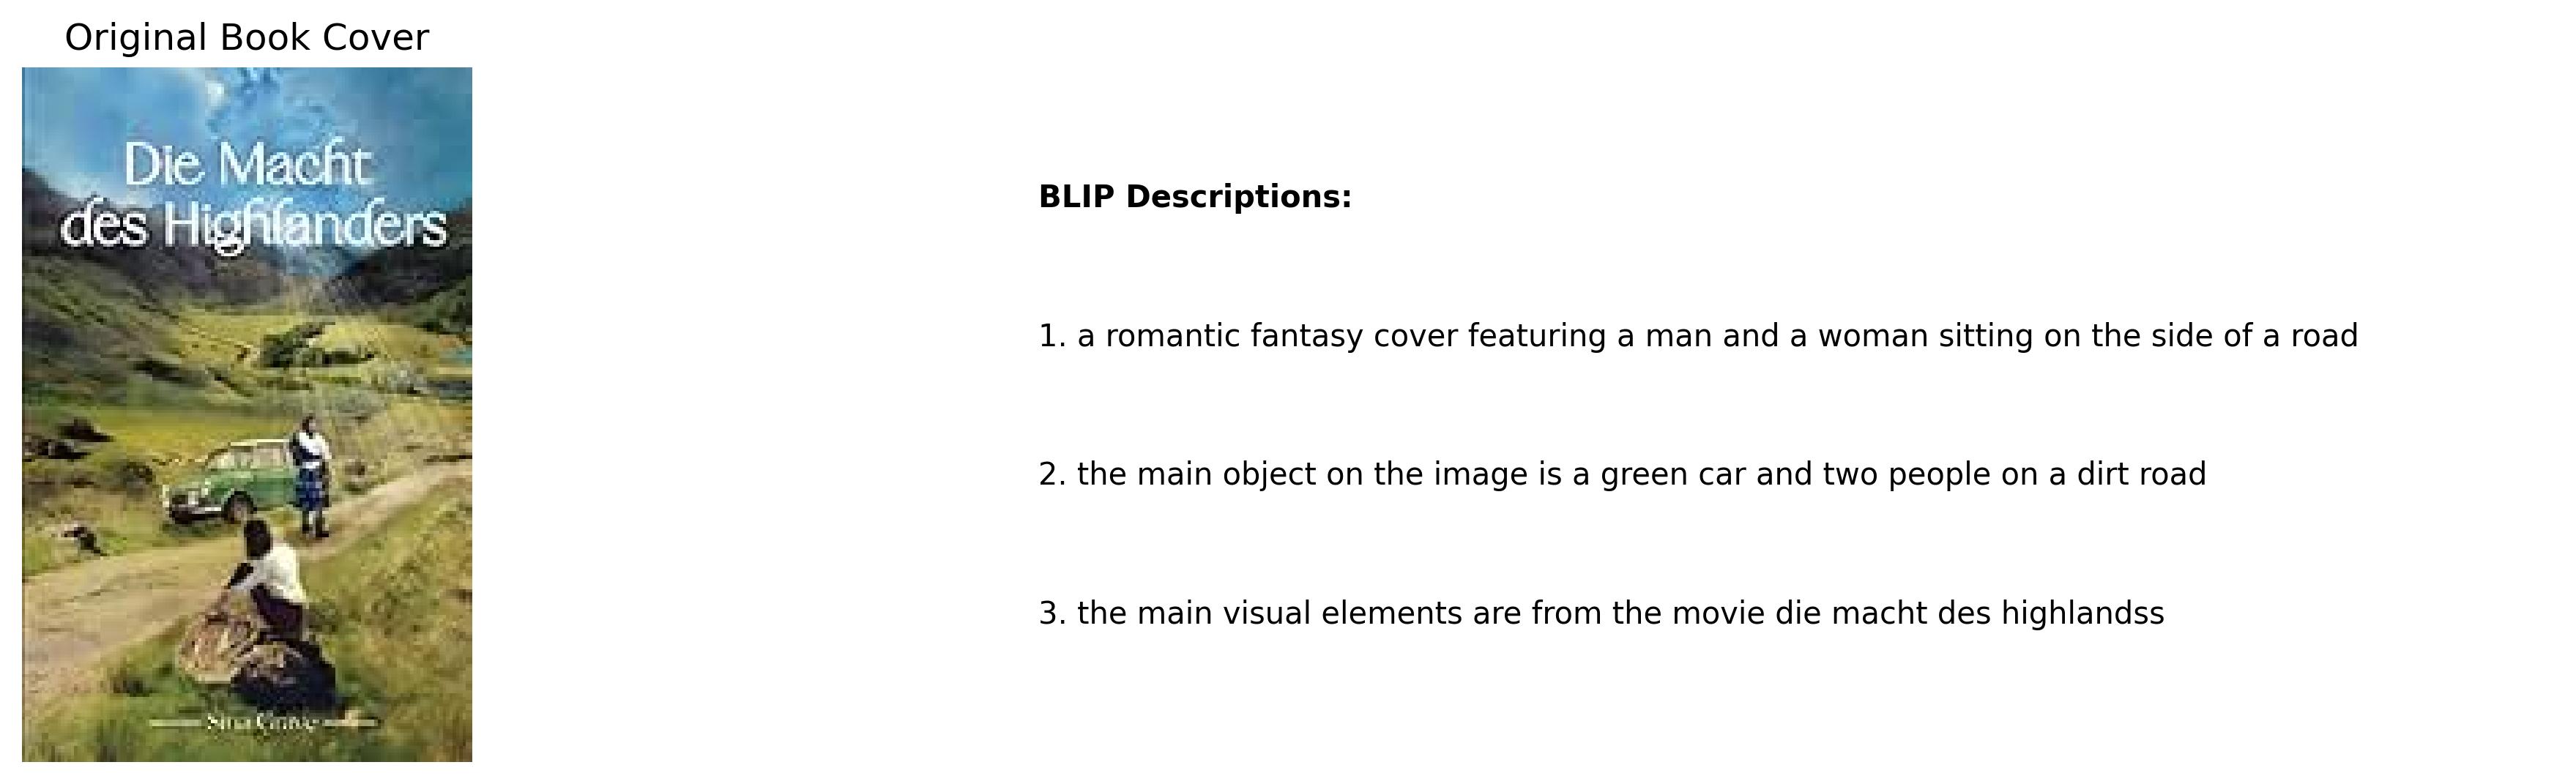 Original Book Cover
Die Macht
des Highlanders
BLIP Descriptions:
1. a romantic fantasy cover featuring a man and a woman sitting on the side of a road
2. the main object on the image is a green car and two people on a dirt road
3. the main visual elements are from the movie die macht des highlandss